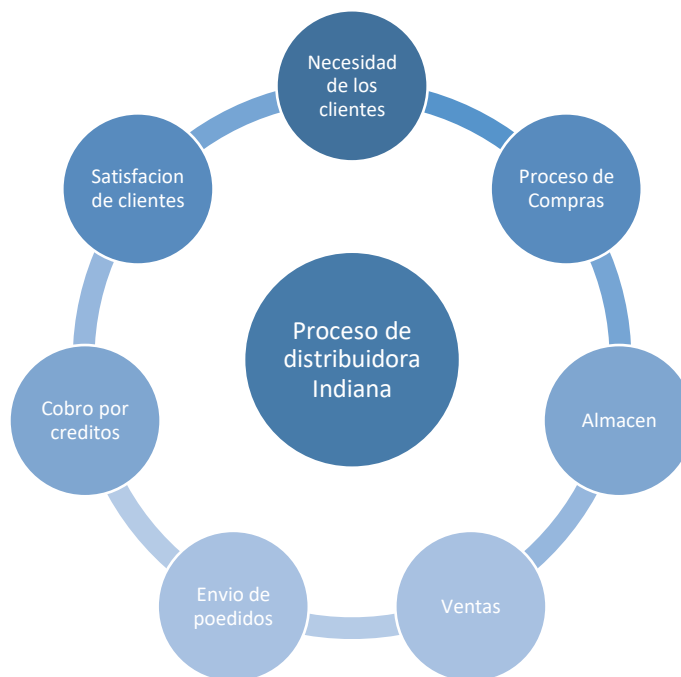 Necesidad
de los
clientes
Proceso de
Compras
Almacen
Ventas
Envio de
poedidos
Cobro por
creditos
Satisfacion
de clientes
Proceso de
distribuidora
Indiana